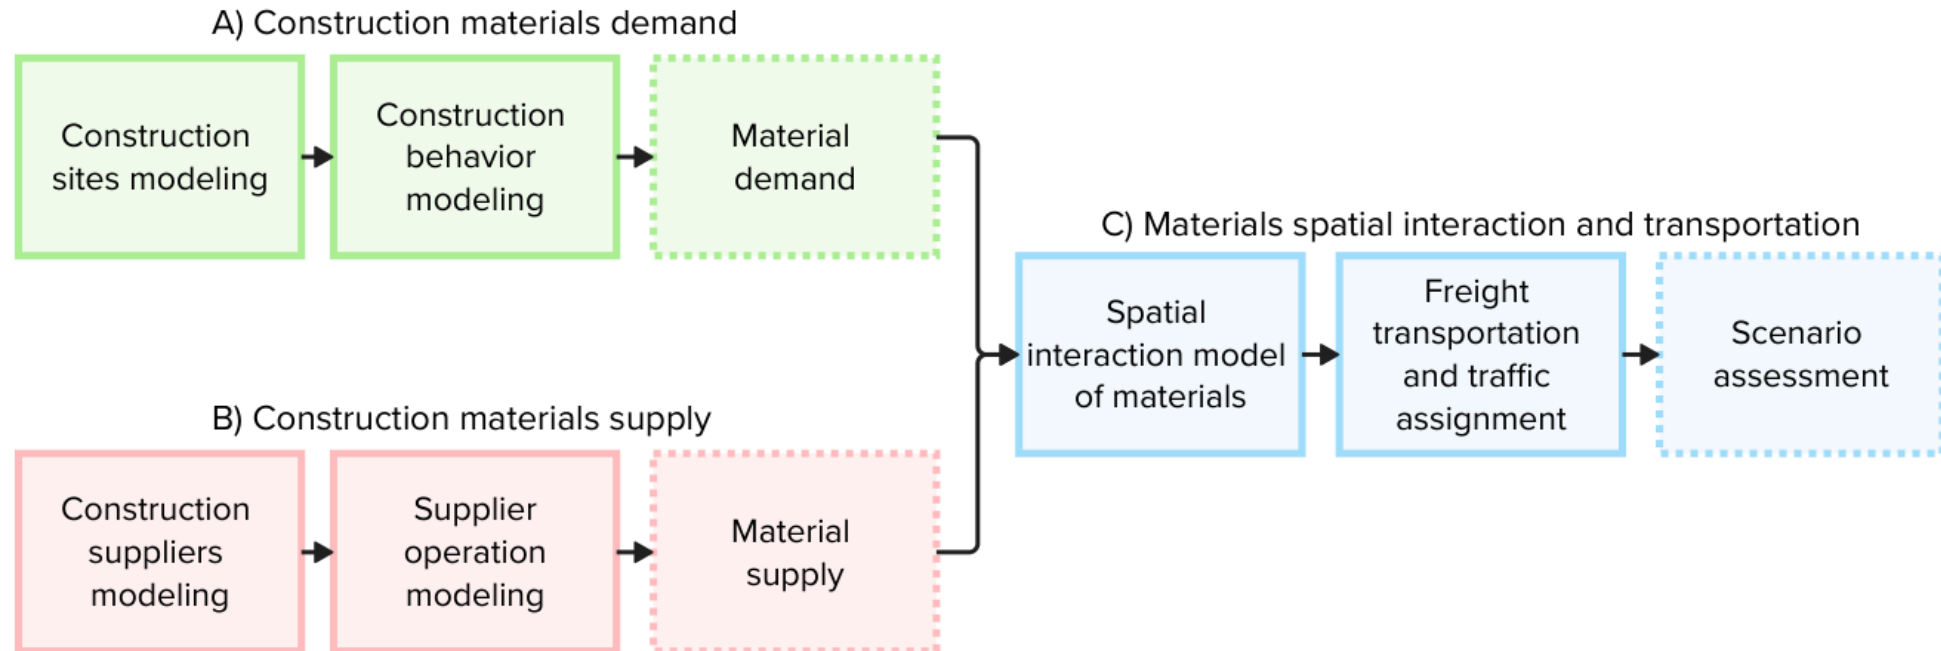 A) Construction materials demand
Construction
sites modeling
Construction
behavior
modeling
Material
demand
B) Construction materials supply
Construction
suppliers
modeling
Supplier
operation
modeling
Material
supply
C) Materials spatial interaction and transportation
Spatial
interaction model
of materials
Freight
transportation
and traffic
assignment
Scenario
assessment